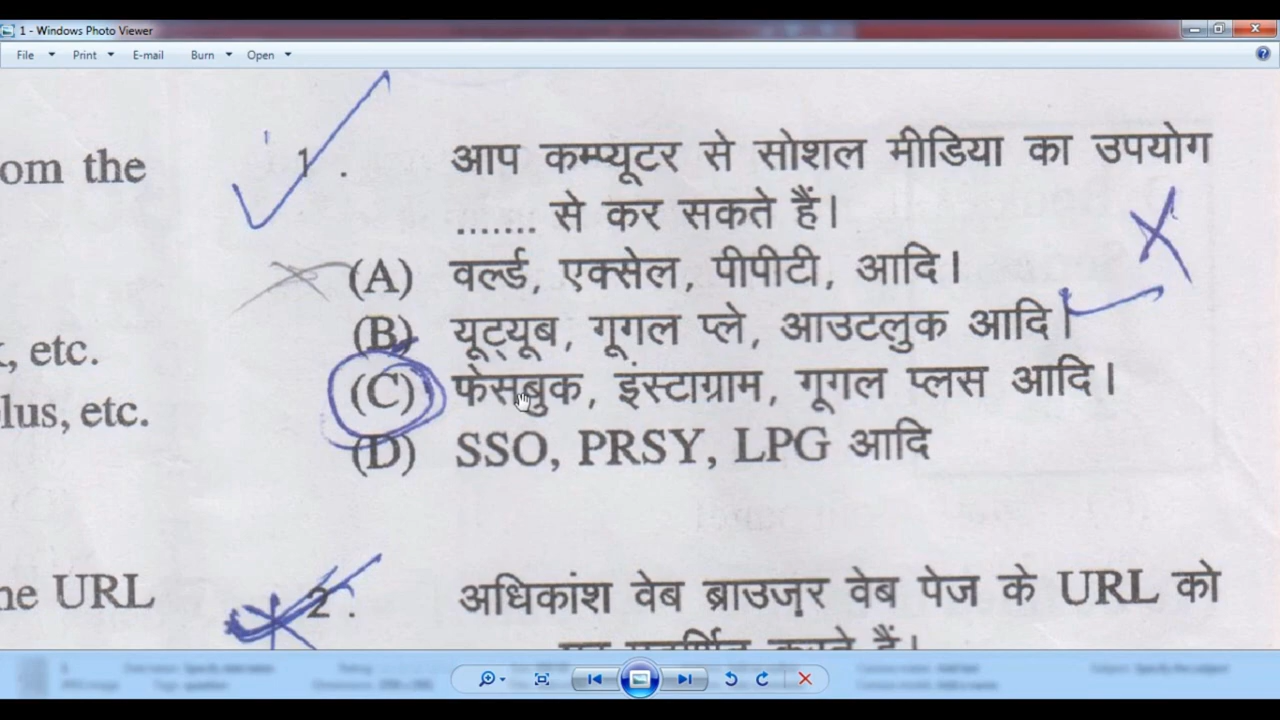 1 - Windows Photo Viewer
File Print E-mail Burn Open
om the
1. आप कम्प्यूटर से सोशल मीडिया का उपयोग
....... से कर सकते हैं।
(A) वर्ल्ड, एक्सेल, पीपीटी, आदि।
(B) यूट्यूब, गूगल प्ले, आउटलुक आदि।
, etc.
(C) फेसबुक, इंस्टाग्राम, गूगल प्लस आदि।
lus, etc.
(D) SSO, PRSY, LPG आदि
ne URL
2. अधिकांश वेब ब्राउज़र वेब पेज के URL को